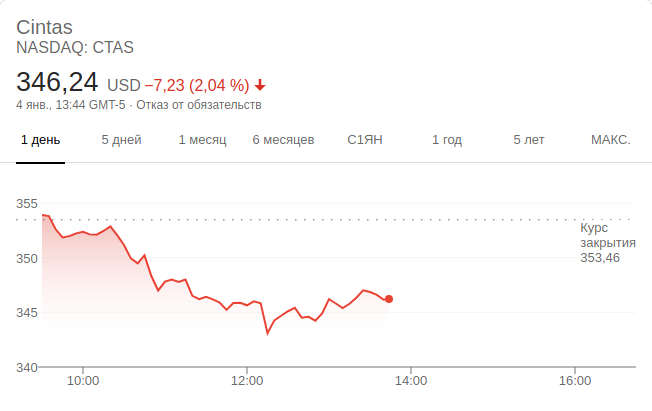 Cintas
NASDAQ: CTAS
346,24 USD −7,23 (2,04 %)
4 янв., 13:44 GMT-5 · Отказ от обязательств
1 день 5 дней 1 месяц 6 месяцев С1ЯН 1 год 5 лет МАКС.
355
Курс
закрытия
350
353,46
345
340
10:00 12:00 14:00 16:00